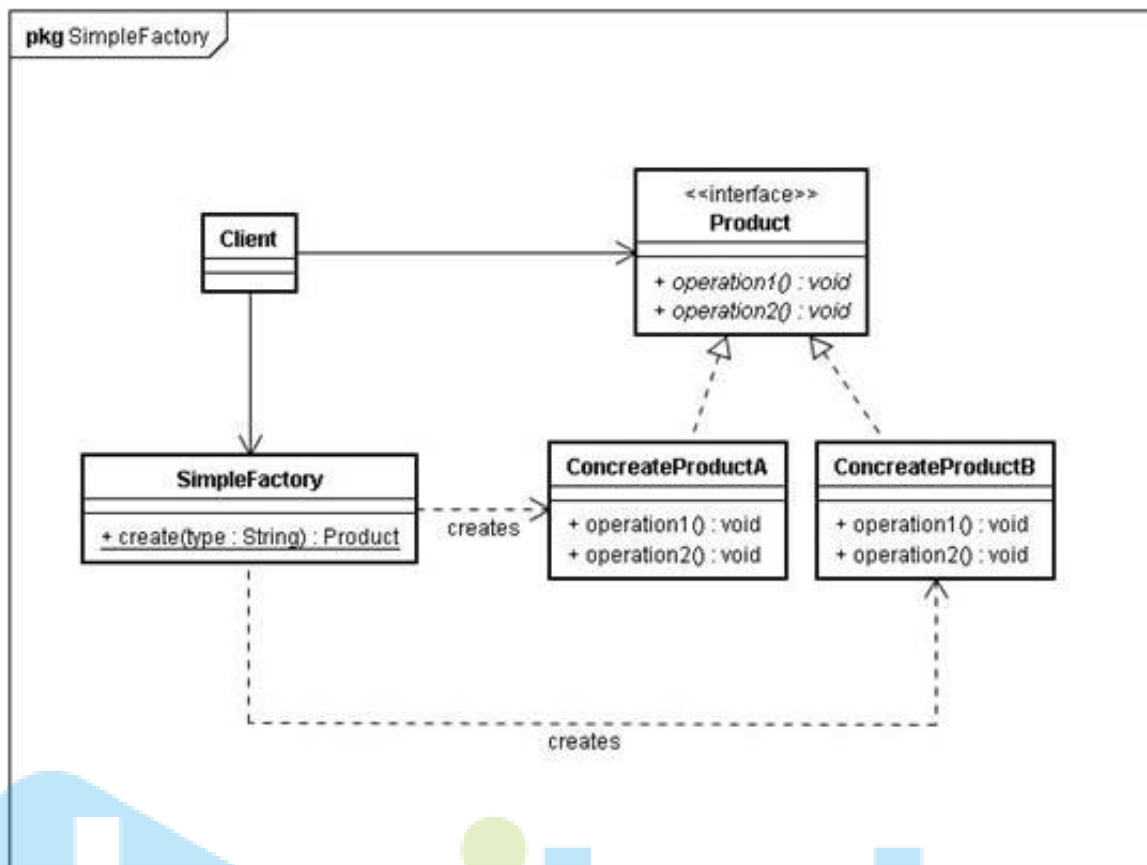 pkg SimpleFactory
<<interface>>
Product
+ operation1() : void
+ operation2() : void
Client
SimpleFactory
+ create(type : String) : Product
creates
ConcreateProductA
+ operation1() : void
+ operation2() : void
ConcreateProductB
+ operation1() : void
+ operation2() : void
creates